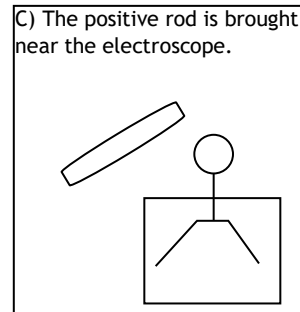 C) The positive rod is brought
near the electroscope.